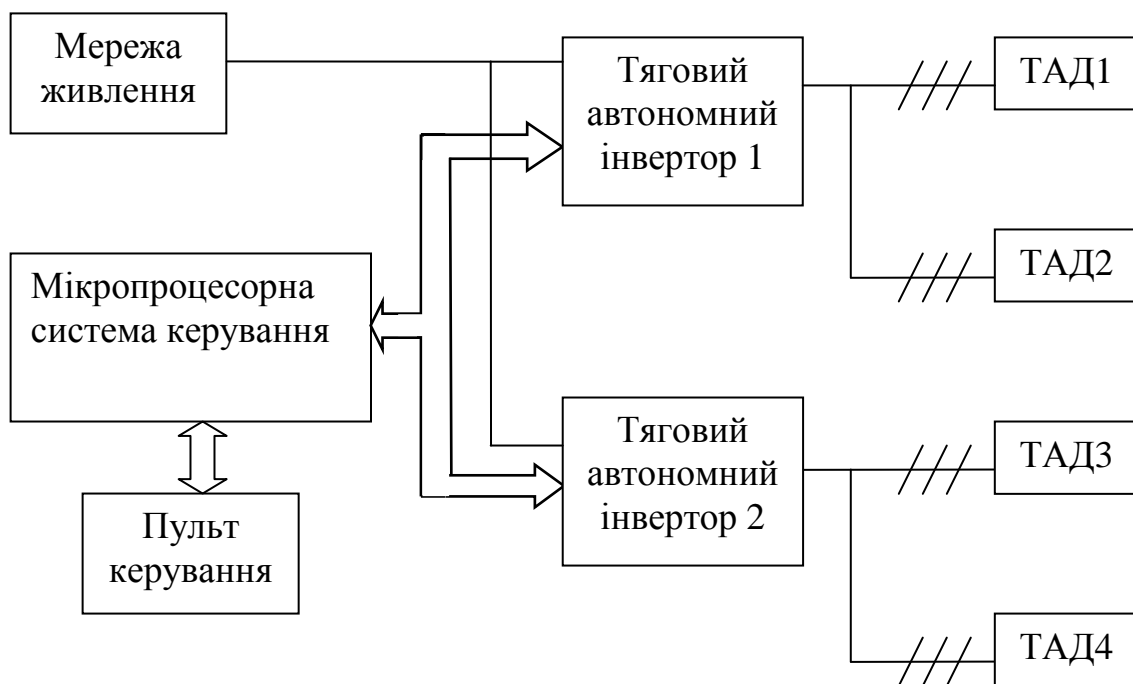 Мережа
живлення
Тяговий
автономний
інвертор 1
ТАД1
ТАД2
Мікропроцесорна
система керування
Тяговий
автономний
інвертор 2
ТАД3
Пульт
керування
ТАД4